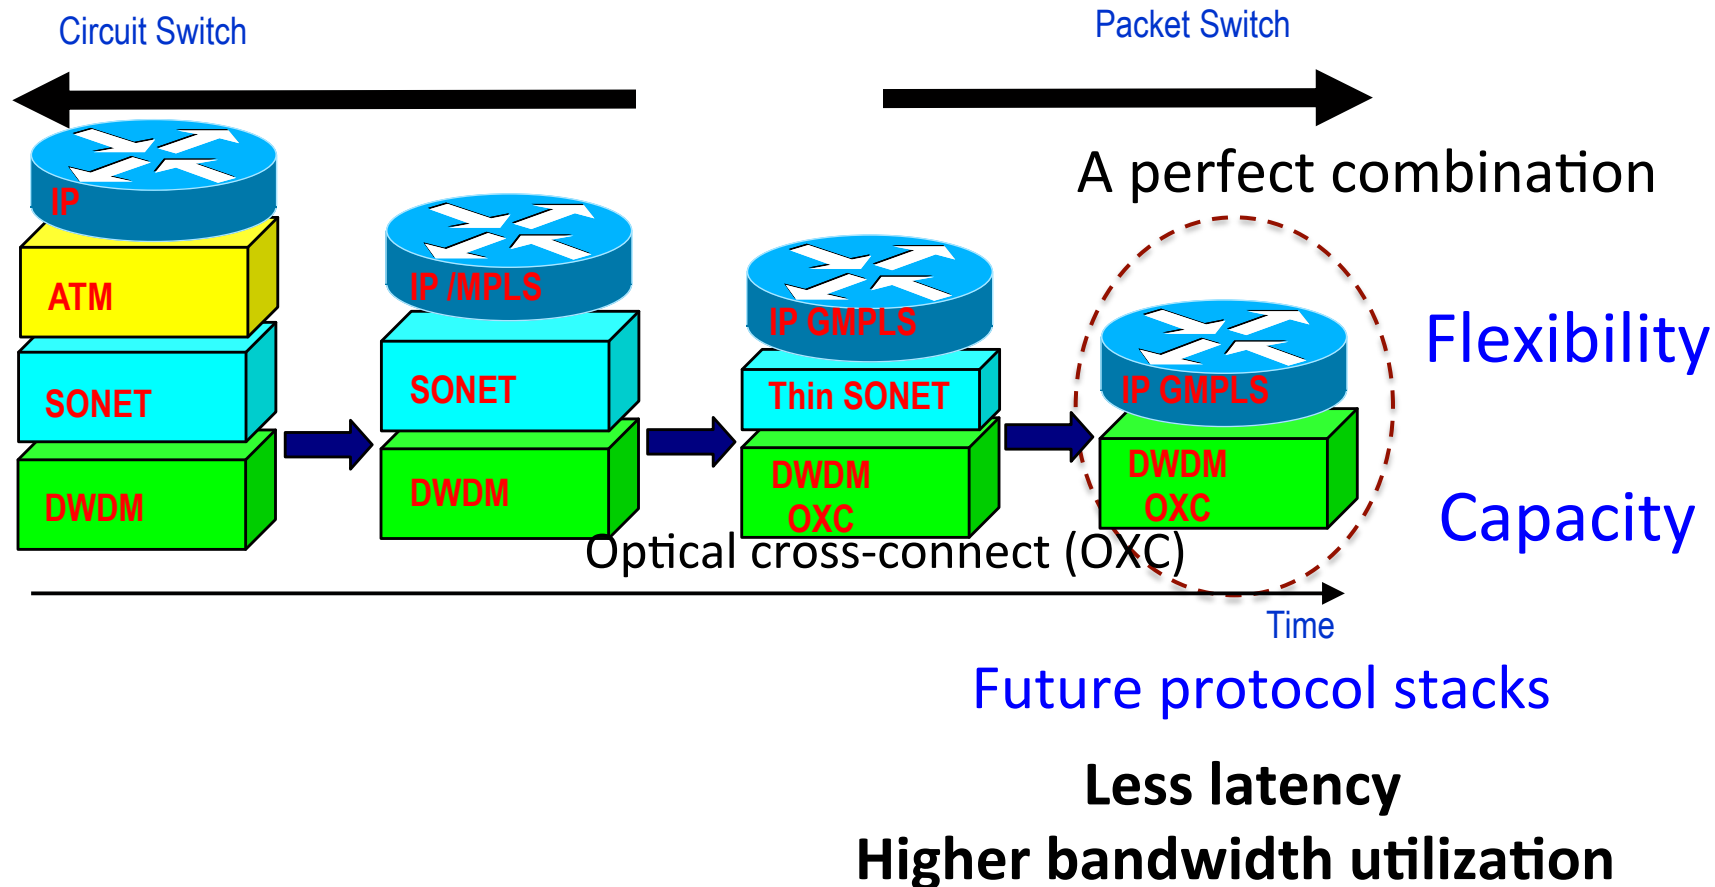 Circuit Switch
Packet Switch
A perfect combination
IP
ATM
SONET
DWDM
IP /MPLS
SONET
DWDM
IP GMPLS
Thin SONET
DWDM
OXC
IP GMPLS
DWDM
OXC
Flexibility
Capacity
Optical cross-connect (OXC)
Time
Future protocol stacks
Less latency
Higher bandwidth utilization